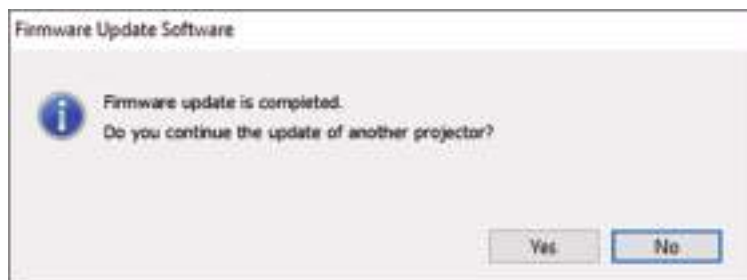 Firmware Update Software
Firmware update is completed.
Do you continue the update of another projector?
Yes No